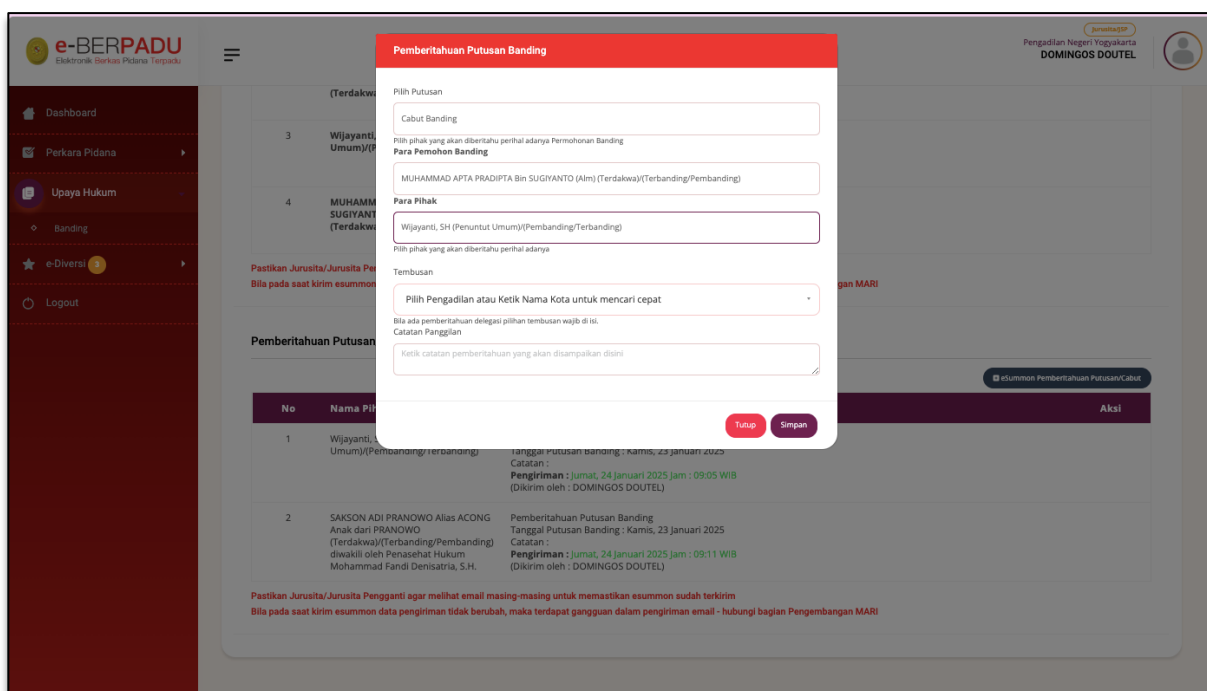 e-BERPADU
Elektronik Berkas Pidana Terpadu
Jurusita/JSP
Pengadilan Negeri Yogyakarta
DOMINGOS DOUTEL
Dashboard
Perkara Pidana
Upaya Hukum
Banding
e-Diversi 3
Logout
(Terdakwa
3 Wijayanti,
Umum)/(P
4 MUHAMM
SUGIYANT
(Terdakwa
Pastikan Jurusita/Jurusita Pe
Bila pada saat kirim esummon
gan MARI
Pemberitahuan Putusan Banding
Pilih Putusan
Cabut Banding
Pilih pihak yang akan diberitahu perihal adanya Permohonan Banding
Para Pemohon Banding
MUHAMMAD APTA PRADIPTA Bin SUGIYANTO (Alm) (Terdakwa)/(Terbanding/Pembanding)
Para Pihak
Wijayanti, SH (Penuntut Umum)/(Pembanding/Terbanding)
Pilih pihak yang akan diberitahu perihal adanya
Tembusan
Pilih Pengadilan atau Ketik Nama Kota untuk mencari cepat
Bila ada pemberitahuan delegasi pilihan tembusan wajib di isi.
Catatan Panggilan
Ketik catatan pemberitahuan yang akan disampaikan disini
Tutup Simpan
Pemberitahuan Putusan
eSummon Pemberitahuan Putusan/Cabut
No Nama Pih Aksi
1 Wijayanti, S
Umum)/(Pembanding/Terbanding)
Tanggal Putusan Banding : Kamis, 23 Januari 2025
Catatan :
Pengiriman : Jumat, 24 Januari 2025 Jam : 09:05 WIB
(Dikirim oleh : DOMINGOS DOUTEL)
2 SAKSON ADI PRANOWO Alias ACONG
Anak dari PRANOWO
(Terdakwa)/(Terbanding/Pembanding)
diwakili oleh Penasehat Hukum
Mohammad Fandi Denisatria, S.H.
Pemberitahuan Putusan Banding
Tanggal Putusan Banding : Kamis, 23 Januari 2025
Catatan :
Pengiriman : Jumat, 24 Januari 2025 Jam : 09:11 WIB
(Dikirim oleh : DOMINGOS DOUTEL)
Pastikan Jurusita/Jurusita Pengganti agar melihat email masing-masing untuk memastikan esummon sudah terkirim
Bila pada saat kirim esummon data pengiriman tidak berubah, maka terdapat gangguan dalam pengiriman email - hubungi bagian Pengembangan MARI